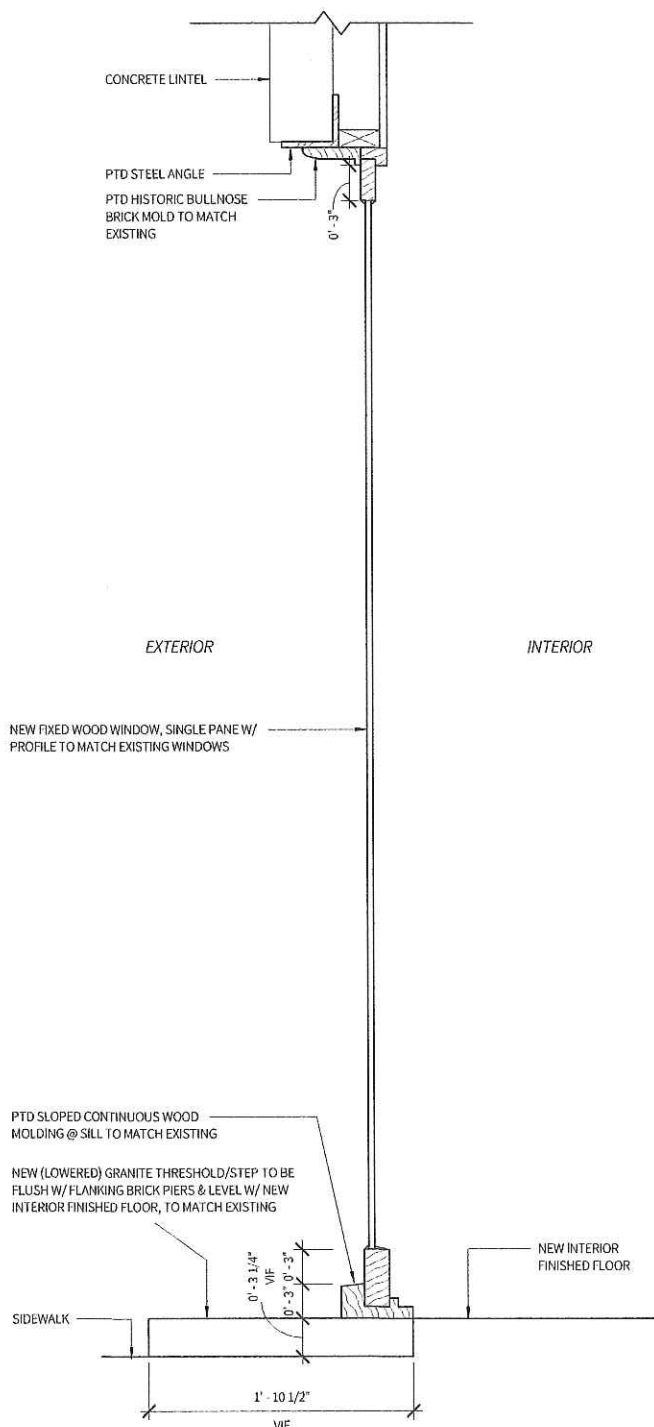 CONCRETE LINTEL
PTD STEEL ANGLE
PTD HISTORIC BULLNOSE
BRICK MOLD TO MATCH
EXISTING
0' - 3"
EXTERIOR
INTERIOR
NEW FIXED WOOD WINDOW, SINGLE PANE W/
PROFILE TO MATCH EXISTING WINDOWS
PTD SLOPED CONTINUOUS WOOD
MOLDING @ SILL TO MATCH EXISTING
NEW (LOWERED) GRANITE THRESHOLD/STEP TO BE
FLUSH W/ FLANKING BRICK PIERS & LEVEL W/ NEW
INTERIOR FINISHED FLOOR, TO MATCH EXISTING
0' - 3 1/4"
VIF
0' - 3"
0' - 3"
NEW INTERIOR
FINISHED FLOOR
SIDEWALK
1' - 10 1/2"
VIF